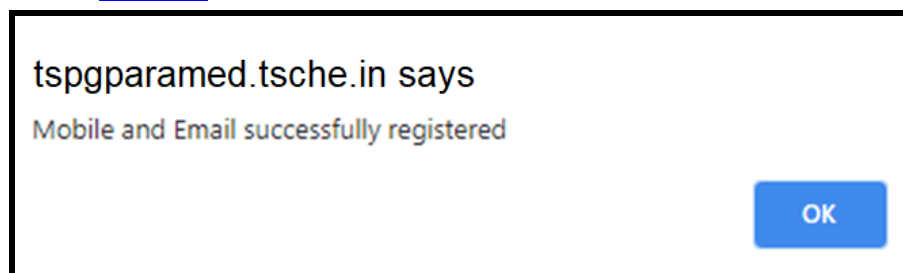 tspgparamed.tsche.in says
Mobile and Email successfully registered
OK